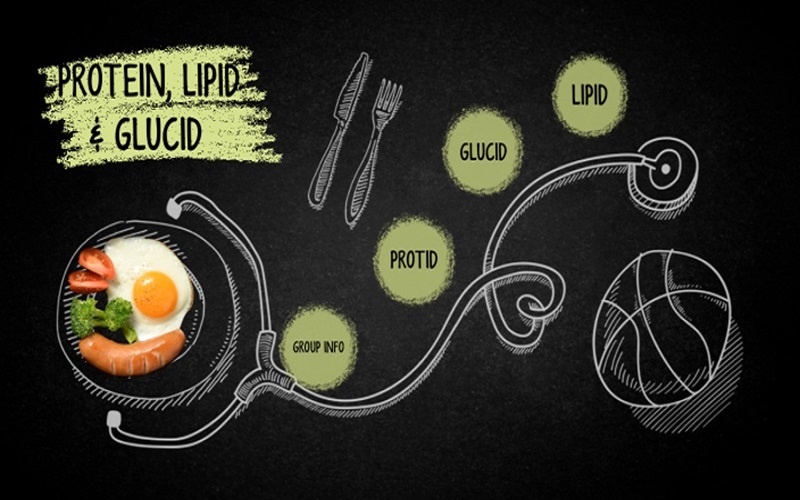 PROTEIN, LIPID
& GLUCID
LIPID
GLUCID
PROTID
GROUP INFO